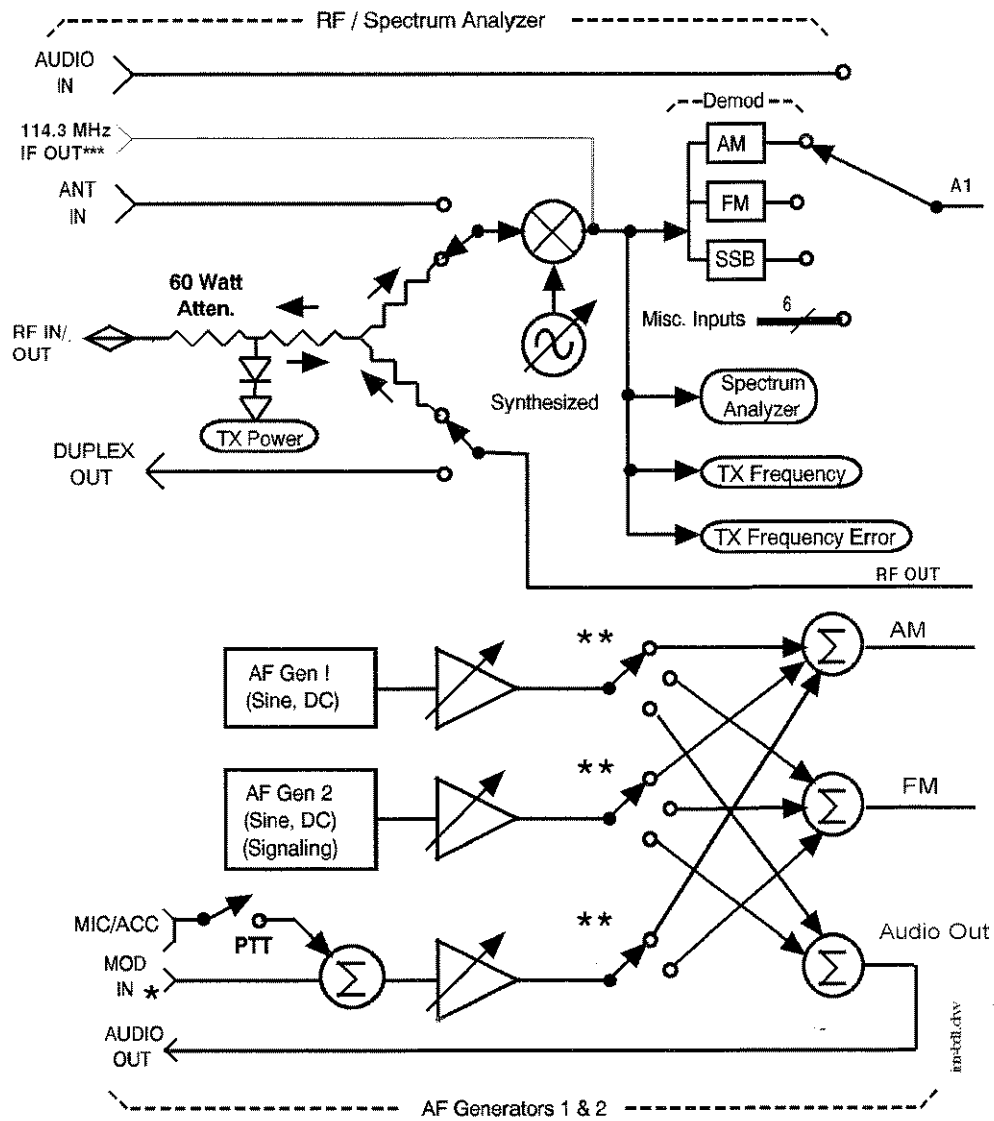 RF / Spectrum Analyzer
AUDIO
IN
114.3 MHz
IF OUT***
ANT
IN
Demod
AM
FM
SSB
A1
60 Watt
Atten.
RF IN/
OUT
Misc. Inputs
6
Synthesized
Spectrum
Analyzer
TX Power
DUPLEX
OUT
TX Frequency
TX Frequency Error
RF OUT
AF Gen !
(Sine, DC)
**
Σ
AM
AF Gen 2
(Sine, DC)
(Signaling)
**
Σ
FM
MIC/ACC
PTT
MOD
IN *
Σ
**
Σ
Audio Out
AUDIO
OUT
AF Generators 1 & 2